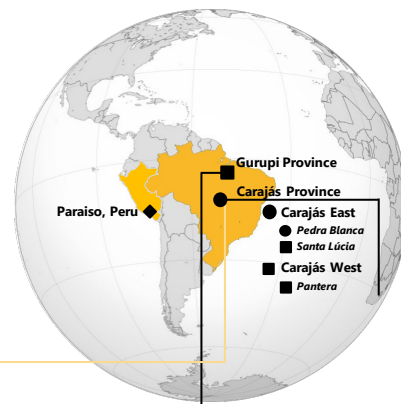 Gurupi Province
Carajás Province
Paraiso, Peru
Carajás East
Pedra Blanca
Santa Lúcia
Carajás West
Pantera